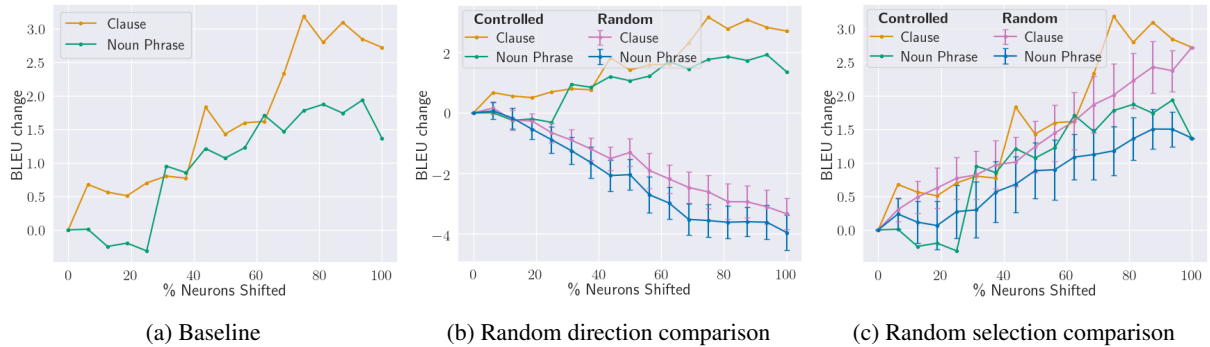 BLEU change
3.0
2.5
2.0
1.5
1.0
0.5
0.0
Clause
Noun Phrase
0 20 40 60 80 100
% Neurons Shifted
(a) Baseline
BLEU change
2
0
−2
−4
Controlled Random
Clause Clause
Noun Phrase Noun Phrase
0 20 40 60 80 100
% Neurons Shifted
(b) Random direction comparison
BLEU change
3.0
2.5
2.0
1.5
1.0
0.5
0.0
Controlled Random
Clause Clause
Noun Phrase Noun Phrase
0 20 40 60 80 100
% Neurons Shifted
(c) Random selection comparison